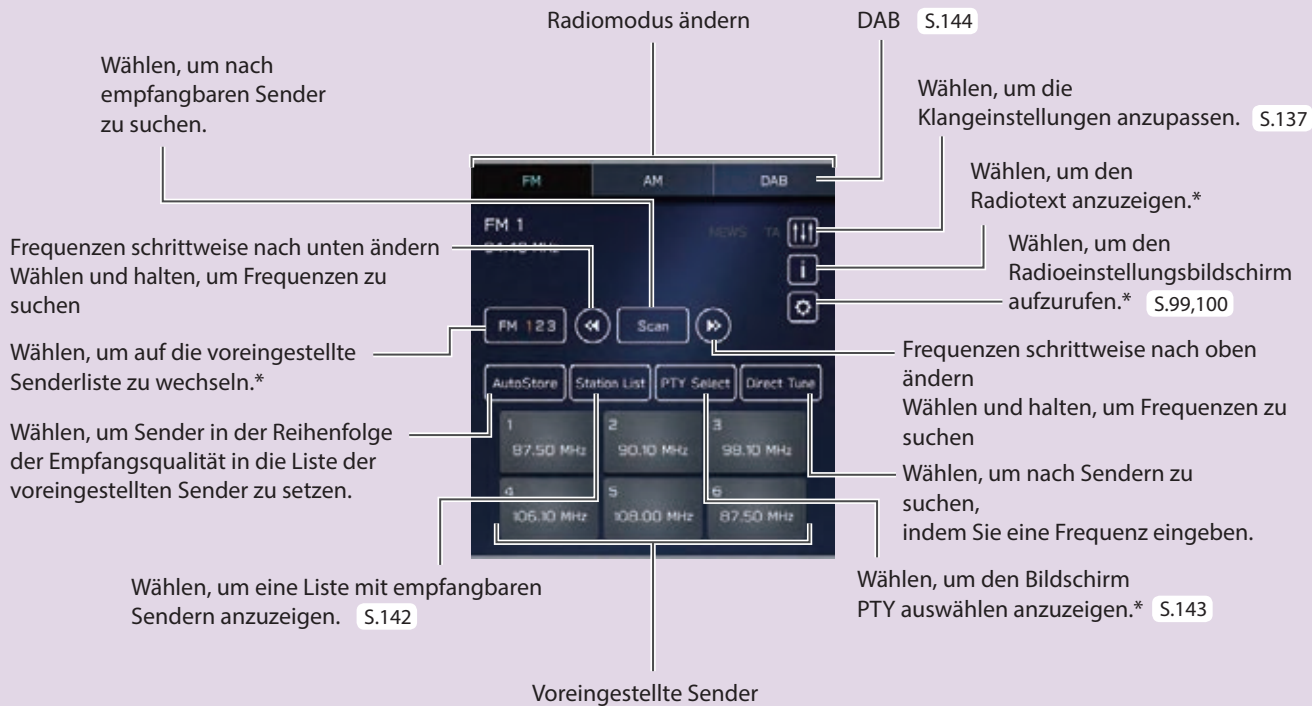 Radiomodus ändern
DAB S.144
Wählen, um nach
empfangbaren Sender
zu suchen.
Wählen, um die
Klangeinstellungen anzupassen. S.137
Wählen, um den
Radiotext anzuzeigen.*
Wählen, um den
Radioeinstellungsbildschirm
aufzurufen.* S.99,100
Frequenzen schrittweise nach unten ändern
Wählen und halten, um Frequenzen zu
suchen
Wählen, um auf die voreingestellte
Senderliste zu wechseln.*
Wählen, um Sender in der Reihenfolge
der Empfangsqualität in die Liste der
voreingestellten Sender zu setzen.
FM AM DAB
FM 1
NEWS TA
MHz
i
FM 123 Scan
AutoStore Station List PTY Select Direct Tune
1 2 3
87.50 MHz 90.10 MHz 98.10 MHz
4 5 6
106.10 MHz 108.00 MHz 87.50 MHz
Frequenzen schrittweise nach oben
ändern
Wählen und halten, um Frequenzen zu
suchen
Wählen, um nach Sendern zu
suchen,
indem Sie eine Frequenz eingeben.
Wählen, um eine Liste mit empfangbaren
Sendern anzuzeigen. S.142
Wählen, um den Bildschirm
PTY auswählen anzuzeigen.* S.143
Voreingestellte Sender